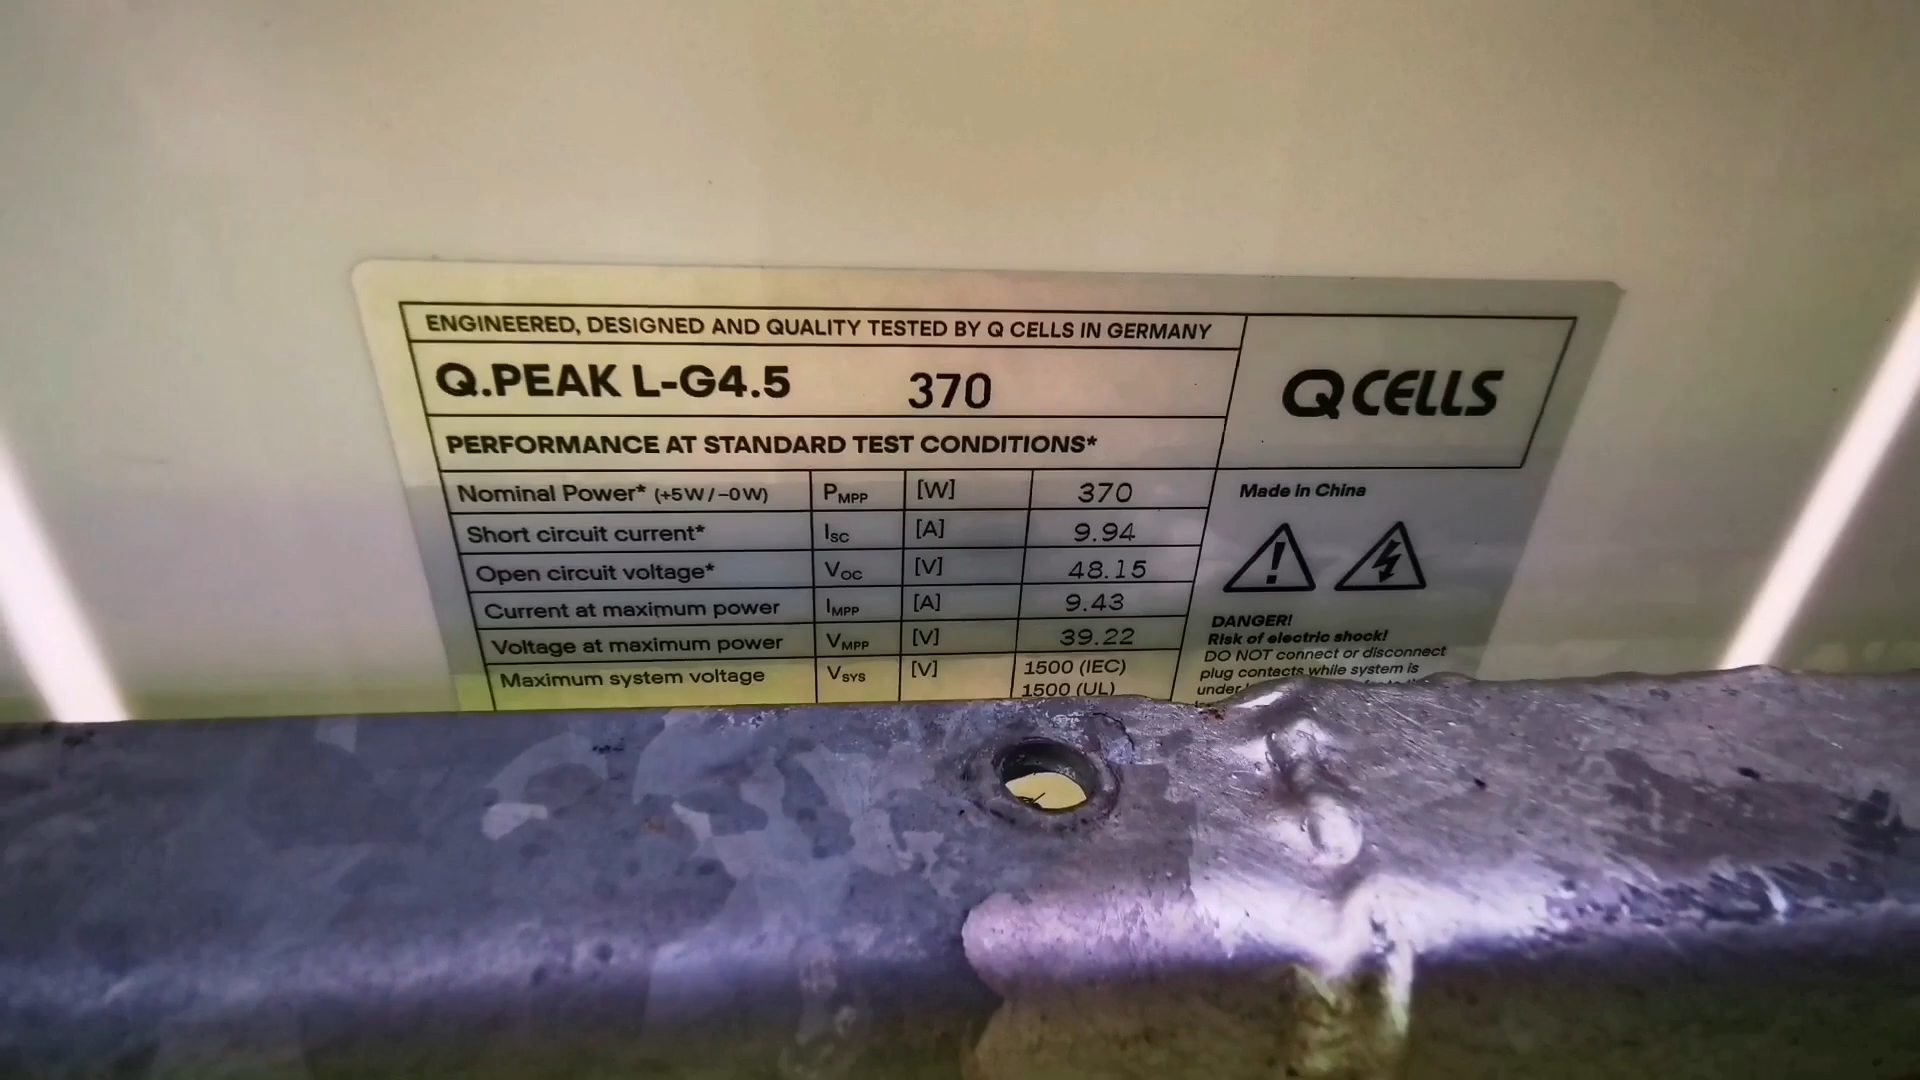 ENGINEERED, DESIGNED AND QUALITY TESTED BY Q CELLS IN GERMANY
Q.PEAK L-G4.5 370
Q CELLS
PERFORMANCE AT STANDARD TEST CONDITIONS*
Nominal Power* (+5W/-0W) PMPP [W] 370
Short circuit current* ISC [A] 9.94
Open circuit voltage* VOC [V] 48.15
Current at maximum power IMPP [A] 9.43
Voltage at maximum power VMPP [V] 39.22
Maximum system voltage VSYS [V] 1500 (IEC)
1500 (UL)
Made in China
DANGER!
Risk of electric shock!
DO NOT connect or disconnect
plug contacts while system is
under